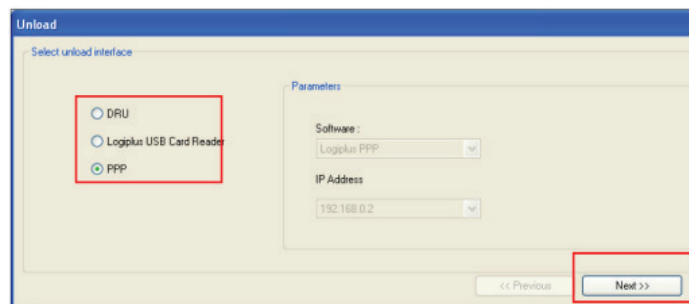 Unload
Select unload interface
DRU
Logiplus USB Card Reader
PPP
Parameters
Software :
Logiplus PPP
IP Address
192.168.0.2
<< Previous
Next >>